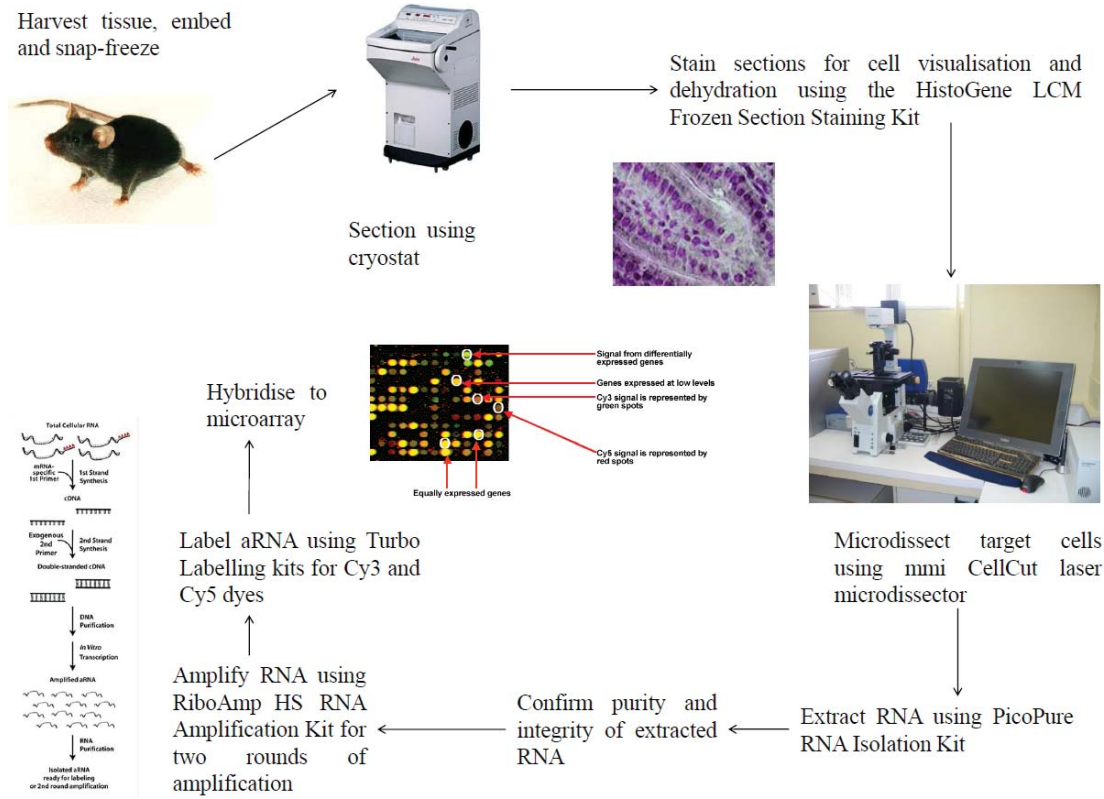 Harvest tissue, embed
and snap-freeze
Section using
cryostat
Stain sections for cell visualisation and
dehydration using the HistoGene LCM
Frozen Section Staining Kit
Microdissect target cells
using mmi CellCut laser
microdissector
Extract RNA using PicoPure
RNA Isolation Kit
Confirm purity and
integrity of extracted
RNA
Amplify RNA using
RiboAmp HS RNA
Amplification Kit for
two rounds of
amplification
Label aRNA using Turbo
Labelling kits for Cy3 and
Cy5 dyes
Hybridise to
microarray
Signal from differentially
expressed genes
Genes expressed at low levels
Cy3 signal is represented by
green spots
Cy5 signal is represented by
red spots
Equally expressed genes
Total Cellular RNA
mRNA-
specific
1st Primer
1st Strand
Synthesis
cDNA
Exogenous
2nd
Primer
2nd Strand
Synthesis
Double-stranded cDNA
DNA
Purification
in Vitro
Transcription
Amplified aRNA
RNA
Purification
Isolated aRNA
ready for labeling
or 2nd round amplification